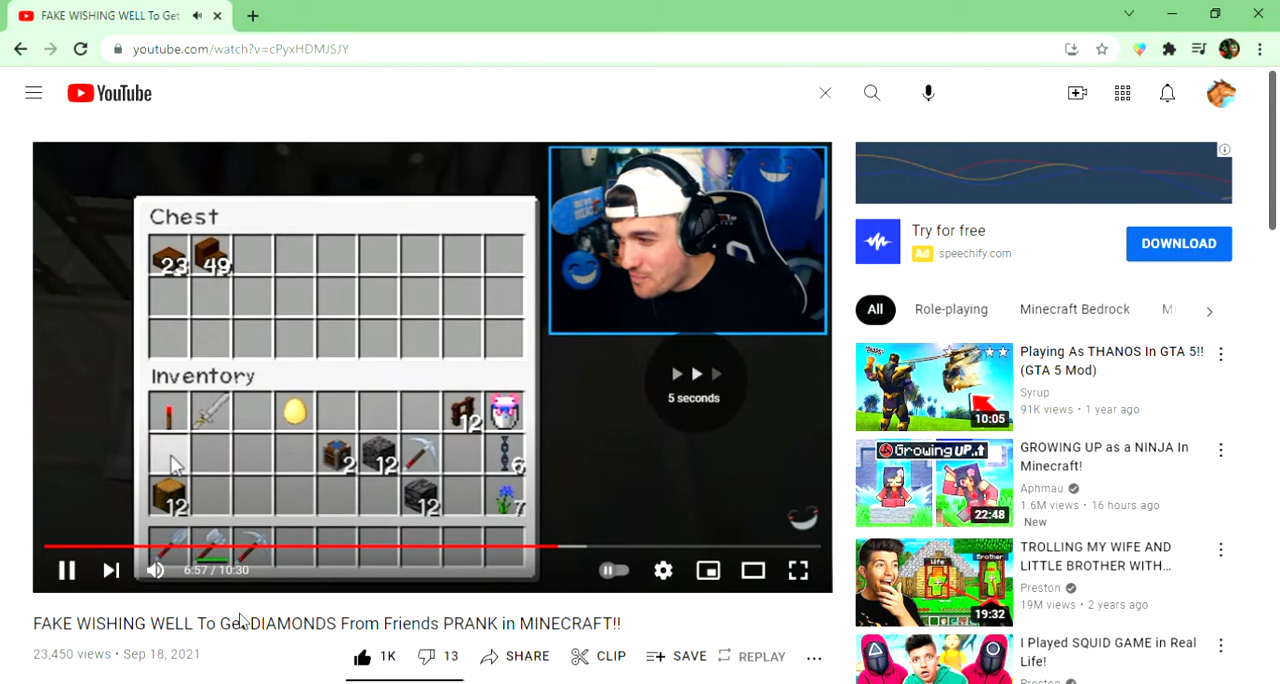 FAKE WISHING WELL To Get
youtube.com/watch?v=cPyxHDMJSJY
YouTube
Chest
23 49
Inventory
12
2 12 6
12 12 7
5 seconds
6:57 / 10:30
FAKE WISHING WELL To Get DIAMONDS From Friends PRANK in MINECRAFT!!
23,450 views • Sep 18, 2021
1K 13 SHARE CLIP SAVE REPLAY
Try for free
Ad speechify.com
DOWNLOAD
All Role-playing Minecraft Bedrock M
10:05
Playing As THANOS In GTA 5!!
(GTA 5 Mod)
Syrup
91K views • 1 year ago
GROWING UP.⬆
22:48
GROWING UP as a NINJA In
Minecraft!
Aphmau
1.6M views • 16 hours ago
New
Wife Brother
19:32
TROLLING MY WIFE AND
LITTLE BROTHER WITH...
Preston
19M views • 2 years ago
I Played SQUID GAME in Real
Life!
Preston